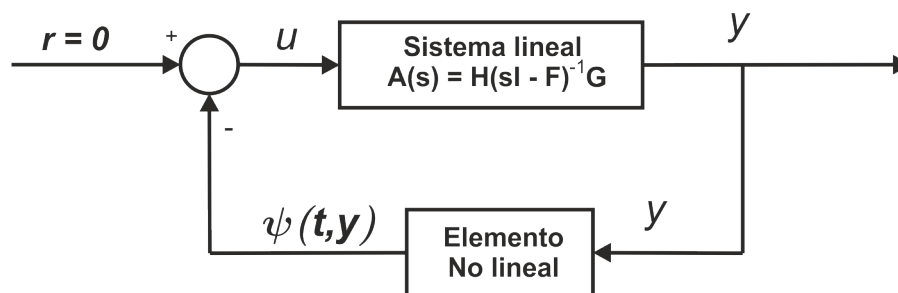 r = 0
+
u
Sistema lineal
A(s) = H(sI - F)⁻¹G
y
-
ψ(t,y)
Elemento
No lineal
y